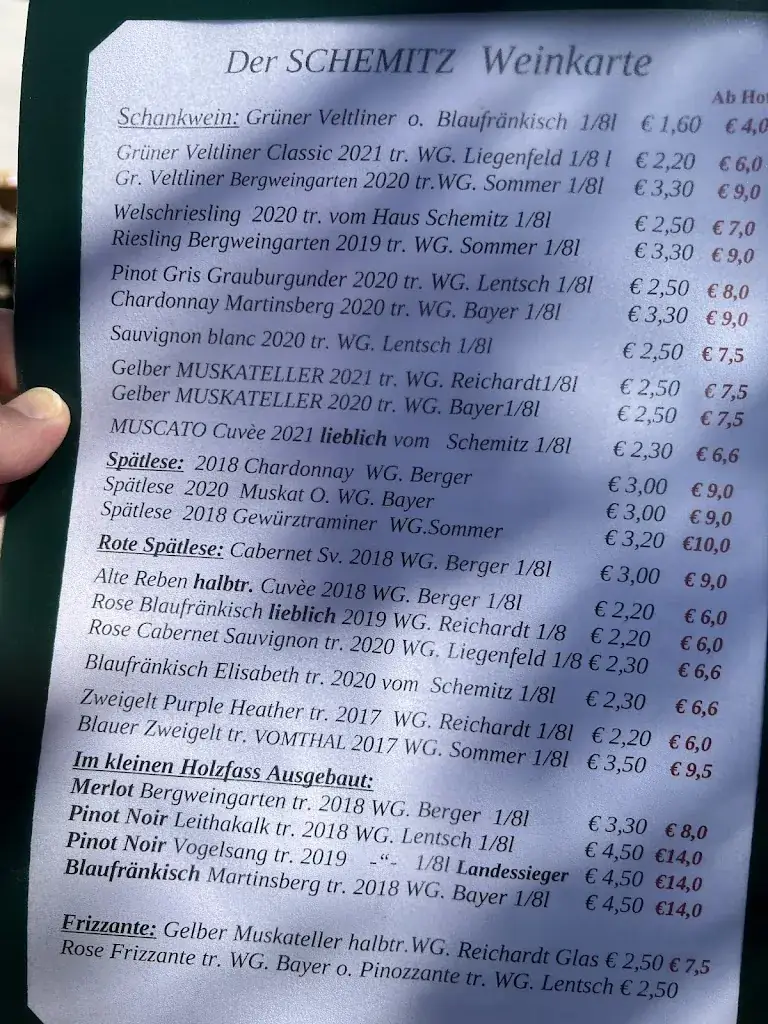 Der SCHEMITZ Weinkarte
Ab Hof
Schankwein: Grüner Veltliner o. Blaufränkisch 1/8l € 1,60 € 4,0
Grüner Veltliner Classic 2021 tr. WG. Liegenfeld 1/8 l € 2,20 € 6,0
Gr. Veltliner Bergweingarten 2020 tr.WG. Sommer 1/8l € 3,30 € 9,0
Welschriesling 2020 tr. vom Haus Schemitz 1/8l € 2,50 € 7,0
Riesling Bergweingarten 2019 tr. WG. Sommer 1/8l € 3,30 € 9,0
Pinot Gris Grauburgunder 2020 tr. WG. Lentsch 1/8l € 2,50 € 8,0
Chardonnay Martinsberg 2020 tr. WG. Bayer 1/8l € 3,30 € 9,0
Sauvignon blanc 2020 tr. WG. Lentsch 1/8l € 2,50 € 7,5
Gelber MUSKATELLER 2021 tr. WG. Reichardt1/8l € 2,50 € 7,5
Gelber MUSKATELLER 2020 tr. WG. Bayer1/8l € 2,50 € 7,5
MUSCATO Cuvèe 2021 lieblich vom Schemitz 1/8l € 2,30 € 6,6
Spätlese: 2018 Chardonnay WG. Berger € 3,00 € 9,0
Spätlese 2020 Muskat O. WG. Bayer € 3,00 € 9,0
Spätlese 2018 Gewürztraminer WG.Sommer € 3,20 €10,0
Rote Spätlese: Cabernet Sv. 2018 WG. Berger 1/8l € 3,00 € 9,0
Alte Reben halbtr. Cuvèe 2018 WG. Berger 1/8l € 2,20 € 6,0
Rose Blaufränkisch lieblich 2019 WG. Reichardt 1/8 € 2,20 € 6,0
Rose Cabernet Sauvignon tr. 2020 WG. Liegenfeld 1/8 € 2,30 € 6,6
Blaufränkisch Elisabeth tr. 2020 vom Schemitz 1/8l € 2,30 € 6,6
Zweigelt Purple Heather tr. 2017 WG. Reichardt 1/8l € 2,20 € 6,0
Blauer Zweigelt tr. VOMTHAL 2017 WG. Sommer 1/8l € 3,50 € 9,5
Im kleinen Holzfass Ausgebaut:
Merlot Bergweingarten tr. 2018 WG. Berger 1/8l € 3,30 € 8,0
Pinot Noir Leithakalk tr. 2018 WG. Lentsch 1/8l € 4,50 €14,0
Pinot Noir Vogelsang tr. 2019 -“- 1/8l Landessieger € 4,50 €14,0
Blaufränkisch Martinsberg tr. 2018 WG. Bayer 1/8l € 4,50 €14,0
Frizzante: Gelber Muskateller halbtr.WG. Reichardt Glas € 2,50 € 7,5
Rose Frizzante tr. WG. Bayer o. Pinozzante tr. WG. Lentsch € 2,50